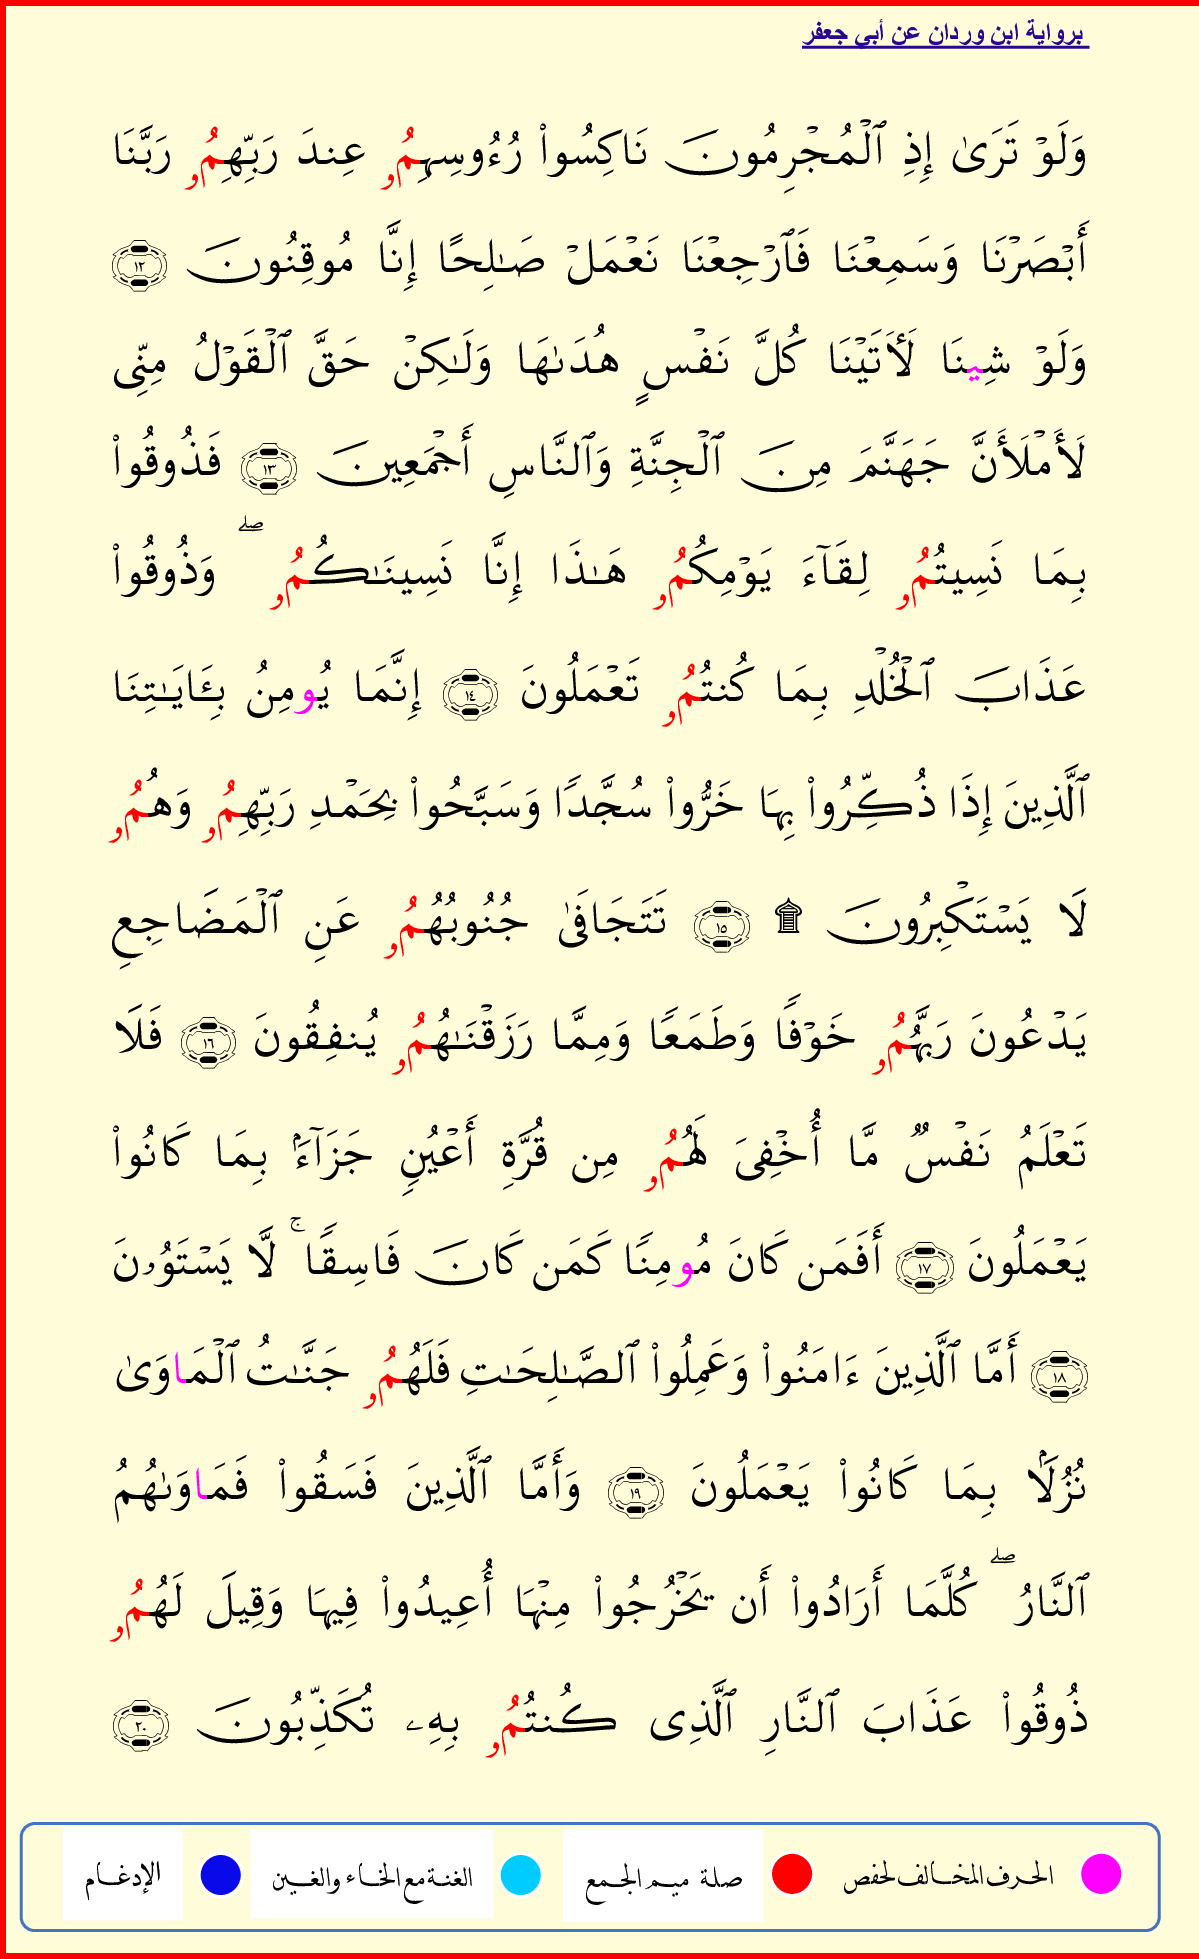 برواية ابن وردان عن أبي جعفر
وَلَوۡ تَرَىٰ إِذِ ٱلۡمُجۡرِمُونَ نَاكِسُوا۟ رُءُوسِهِمُۥ عِندَ رَبِّهِمُۥ رَبَّنَا
أَبۡصَرۡنَا وَسَمِعۡنَا فَٱرۡجِعۡنَا نَعۡمَلۡ صَـٰلِحًا إِنَّا مُوقِنُونَ ١٢
وَلَوۡ شِينَا لَأٓتَيۡنَا كُلَّ نَفۡسٍ هُدَىٰهَا وَلَـٰكِنۡ حَقَّ ٱلۡقَوۡلُ مِنِّى
لَأَمۡلَأَنَّ جَهَنَّمَ مِنَ ٱلۡجِنَّةِ وَٱلنَّاسِ أَجۡمَعِينَ ١٣ فَذُوقُوا۟
بِمَا نَسِيتُمُۥ لِقَآءَ يَوۡمِكُمُۥ هَـٰذَا إِنَّا نَسِينَـٰكُمُۥ ۖ وَذُوقُوا۟
عَذَابَ ٱلۡخُلۡدِ بِمَا كُنتُمُۥ تَعۡمَلُونَ ١٤ إِنَّمَا يُومِنُ بِـَٔايَـٰتِنَا
ٱلَّذِينَ إِذَا ذُكِّرُوا۟ بِهَا خَرُّوا۟ سُجَّدًا وَسَبَّحُوا۟ بِحَمۡدِ رَبِّهِمُۥ وَهُمُۥ
لَا يَسۡتَكۡبِرُونَ ۩ ١٥ تَتَجَافَىٰ جُنُوبُهُمُۥ عَنِ ٱلۡمَضَاجِعِ
يَدۡعُونَ رَبَّهُمُۥ خَوۡفًا وَطَمَعًا وَمِمَّا رَزَقۡنَـٰهُمُۥ يُنفِقُونَ ١٦ فَلَا
تَعۡلَمُ نَفۡسٌ مَّا أُخۡفِىَ لَهُمُۥ مِن قُرَّةِ أَعۡيُنٍ جَزَآءَۢ بِمَا كَانُوا۟
يَعۡمَلُونَ ١٧ أَفَمَن كَانَ مُومِنًا كَمَن كَانَ فَاسِقًا ۚ لَّا يَسۡتَوُۥنَ
١٨ أَمَّا ٱلَّذِينَ ءَامَنُوا۟ وَعَمِلُوا۟ ٱلصَّـٰلِحَـٰتِ فَلَهُمُۥ جَنَّـٰتُ ٱلۡمَاوَىٰ
نُزُلَۢا بِمَا كَانُوا۟ يَعۡمَلُونَ ١٩ وَأَمَّا ٱلَّذِينَ فَسَقُوا۟ فَمَاوَىٰهُمُ
ٱلنَّارُ ۖ كُلَّمَا أَرَادُوا۟ أَن يَخۡرُجُوا۟ مِنۡهَا أُعِيدُوا۟ فِيهَا وَقِيلَ لَهُمُۥ
ذُوقُوا۟ عَذَابَ ٱلنَّارِ ٱلَّذِى كُنتُمُۥ بِهِۦ تُكَذِّبُونَ ٢٠
الحرف المخالف لحفص صلة ميم الجمع الغنة مع الخاء والغين الإدغام